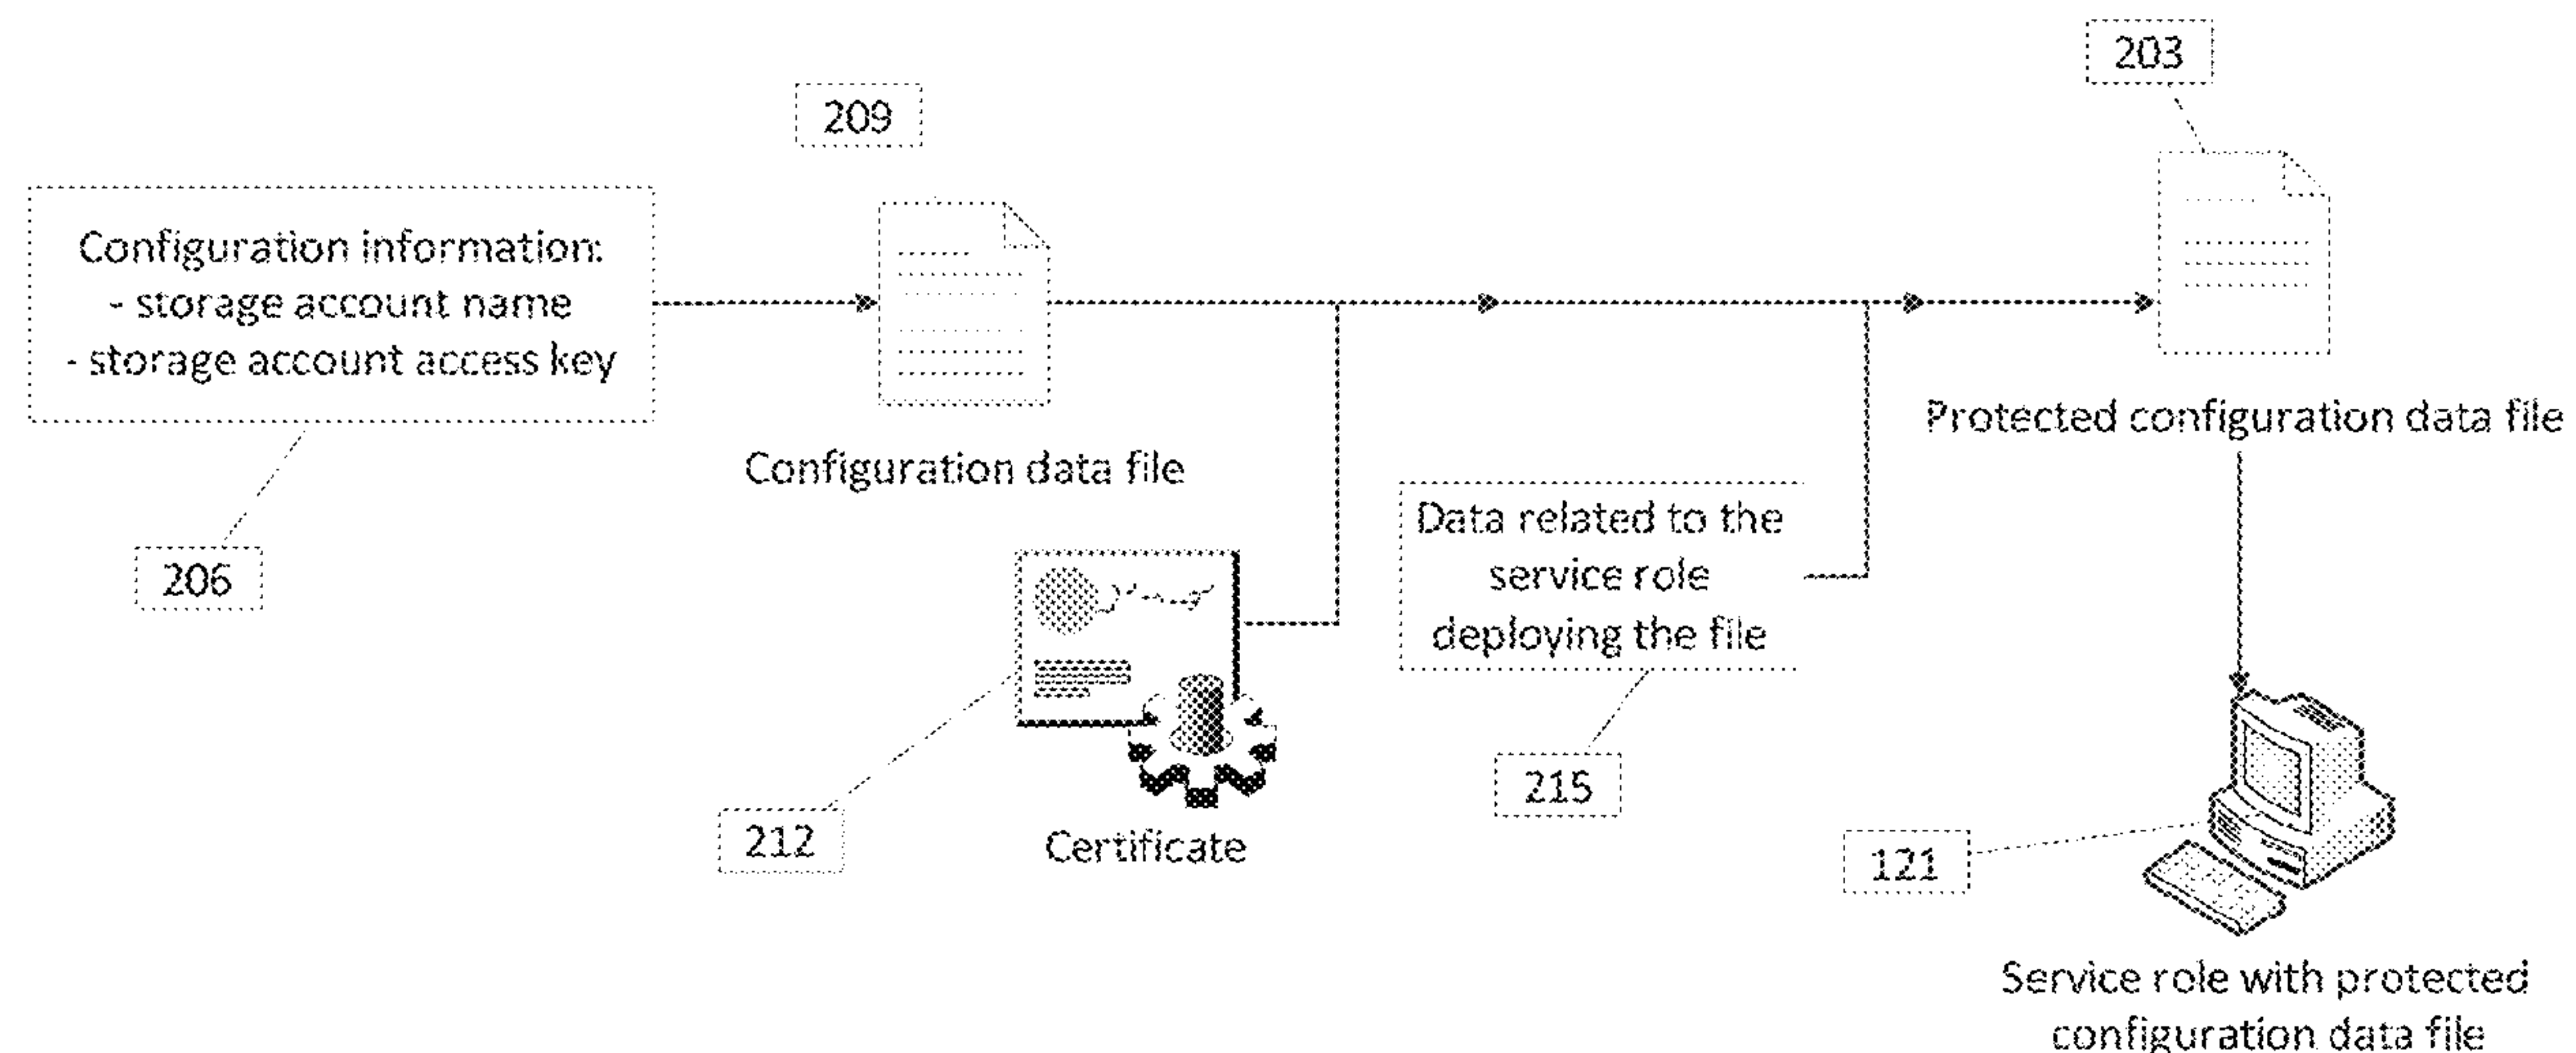 203
209
Configuration information:
- storage account name
- storage account access key
Protected configuration data file
Configuration data file
Data related to the
service role
deploying the file
206
215
212
Certificate
121
Service role with protected
configuration data file